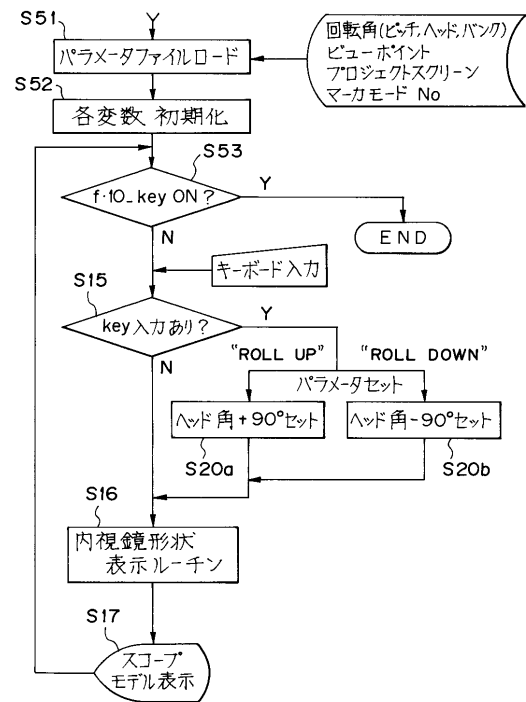 Y
S51
パラメータファイルロード
回転角(ピッチ,ヘッド,バンク)
ビューポイント
プロジェクトスクリーン
マーカモード No
S52
各変数 初期化
S53
f·10_key ON?
Y
N
END
キーボード入力
S15
key 入力あり?
Y
N
"ROLL UP"
"ROLL DOWN"
パラメータセット
ヘッド角+90°セット
ヘッド角−90°セット
S20a
S20b
S16
内視鏡形状
表示ルーチン
S17
スコープ
モデル表示